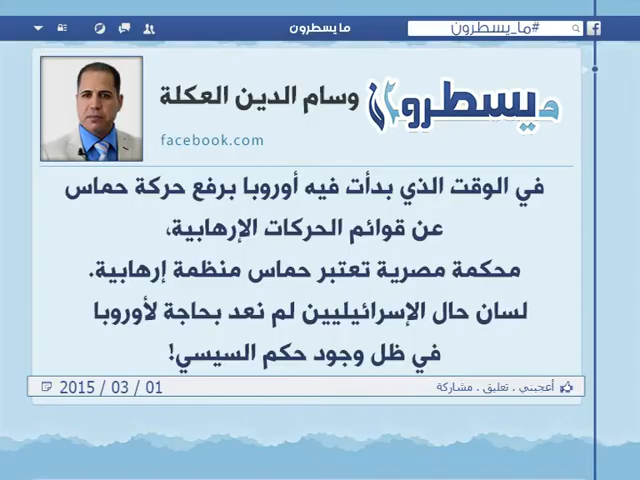 ما يسطرون
#ما_يسطرون
f
ما يسطرون
وسام الدين العكلة
facebook.com
في الوقت الذي بدأت فيه أوروبا برفع حركة حماس
عن قوائم الحركات الإرهابية،
محكمة مصرية تعتبر حماس منظمة إرهابية.
لسان حال الإسرائيليين لم نعد بحاجة لأوروبا
في ظل وجود حكم السيسي!
أعجبني . تعليق . مشاركة
2015 / 03 / 01